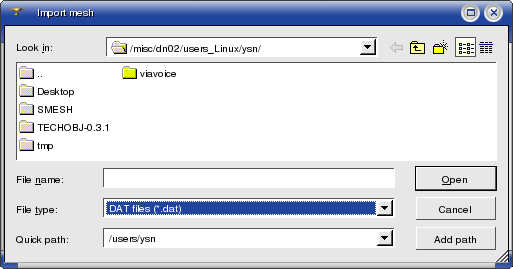 Import mesh
Look in: /misc/dn02/users_Linux/ysn/
.. viavoice
Desktop
SMESH
TECHOBJ-0.3.1
tmp
File name: Open
File type: DAT files (*.dat) Cancel
Quick path: /users/ysn Add path